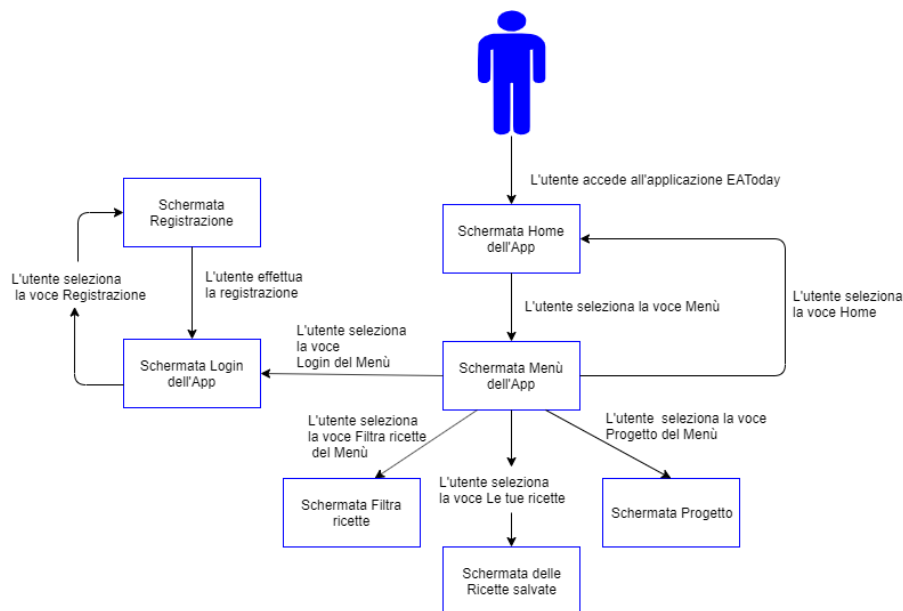 L'utente accede all'applicazione EAToday
Schermata
Registrazione
Schermata Home
dell'App
L'utente seleziona
la voce Registrazione
L'utente effettua
la registrazione
L'utente seleziona la voce Menù
L'utente seleziona
la voce Home
L'utente seleziona
la voce
Login del Menù
Schermata Login
dell'App
Schermata Menù
dell'App
L'utente seleziona
la voce Filtra ricette
del Menù
L'utente seleziona
la voce Le tue ricette
L'utente  seleziona la voce
Progetto del Menù
Schermata Filtra
ricette
Schermata Progetto
Schermata delle
Ricette salvate